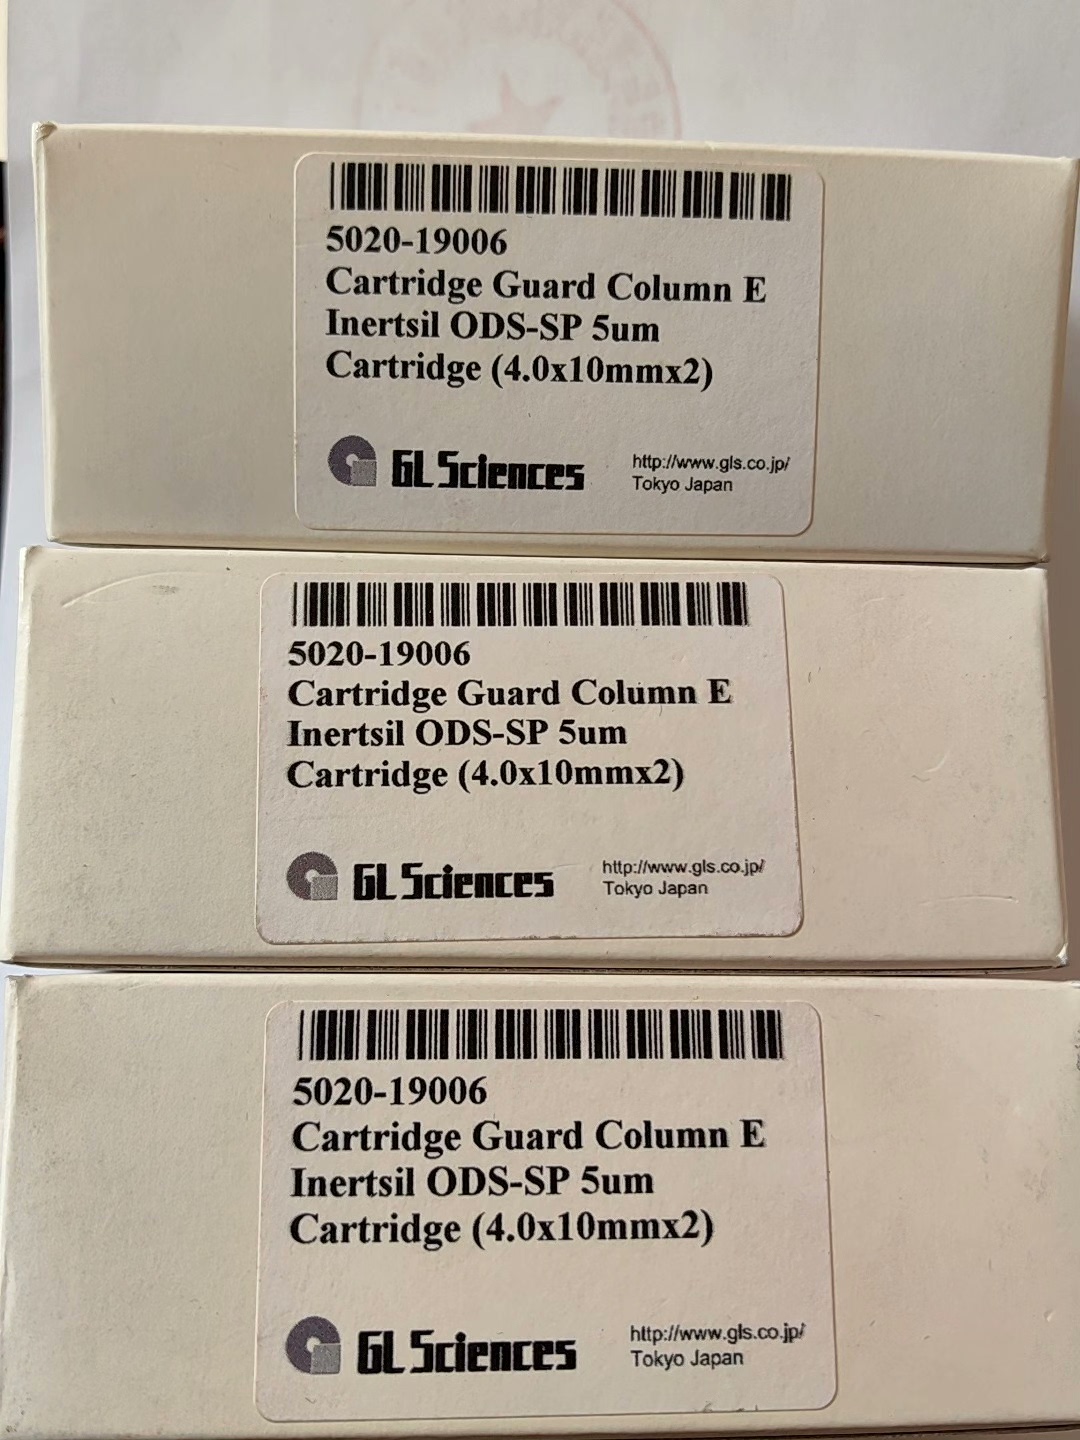 5020-19006
Cartridge Guard Column E
Inertsil ODS-SP 5um
Cartridge (4.0x10mmx2)
GL Sciences
http://www.gls.co.jp/
Tokyo Japan
5020-19006
Cartridge Guard Column E
Inertsil ODS-SP 5um
Cartridge (4.0x10mmx2)
GL Sciences
http://www.gls.co.jp/
Tokyo Japan
5020-19006
Cartridge Guard Column E
Inertsil ODS-SP 5um
Cartridge (4.0x10mmx2)
GL Sciences
http://www.gls.co.jp/
Tokyo Japan